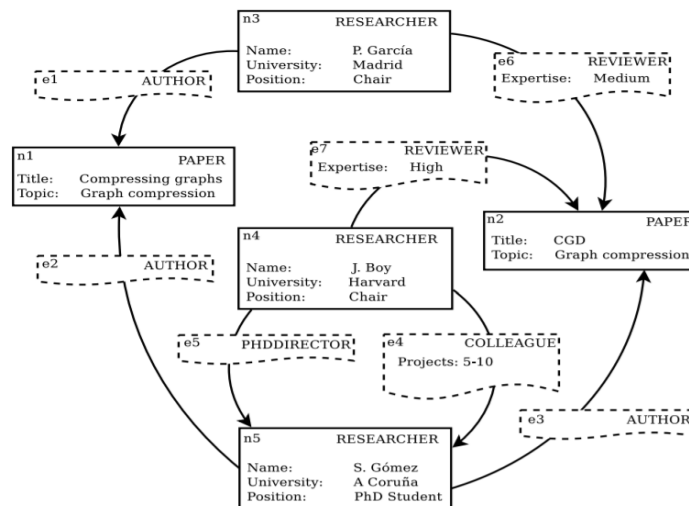 n3 RESEARCHER
Name: P. García
University: Madrid
Position: Chair
e1 AUTHOR
e6 REVIEWER
Expertise: Medium
n1 PAPER
Title: Compressing graphs
Topic: Graph compression
e7 REVIEWER
Expertise: High
n2 PAPER
Title: CGD
Topic: Graph compression
e2 AUTHOR
n4 RESEARCHER
Name: J. Boy
University: Harvard
Position: Chair
e5 PHDDIRECTOR
e4 COLLEAGUE
Projects: 5-10
e3 AUTHOR
n5 RESEARCHER
Name: S. Gómez
University: A Coruña
Position: PhD Student